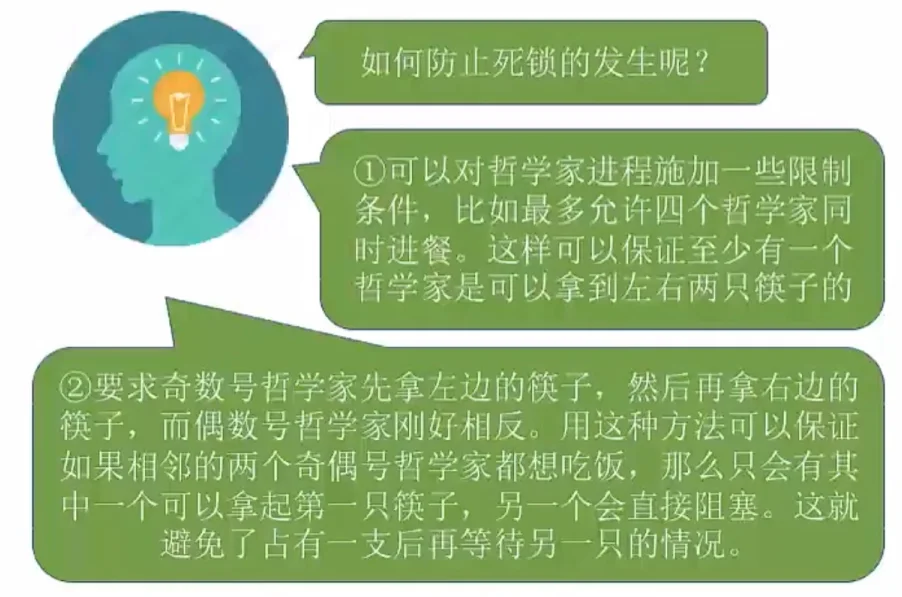 如何防止死锁的发生呢？
①可以对哲学家进程施加一些限制
条件，比如最多允许四个哲学家同
时进餐。这样可以保证至少有一个
哲学家是可以拿到左右两只筷子的
②要求奇数号哲学家先拿左边的筷子，然后再拿右边的
筷子，而偶数号哲学家刚好相反。用这种方法可以保证
如果相邻的两个奇偶号哲学家都想吃饭，那么只会有其
中一个可以拿起第一只筷子，另一个会直接阻塞。这就
避免了占有一支后再等待另一只的情况。